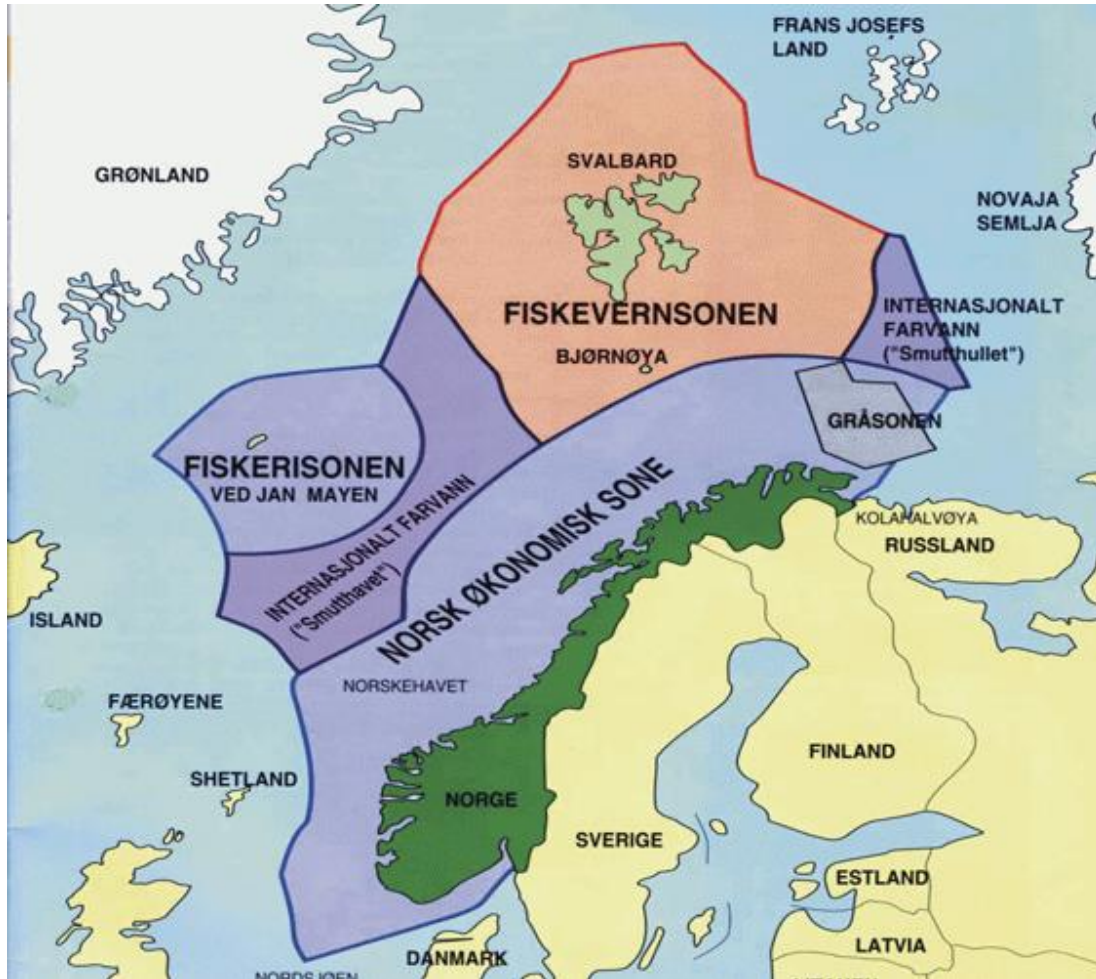 FRANS JOSEFS
LAND
GRØNLAND
SVALBARD
NOVAJA
SEMLJA
FISKEVERNSONEN
INTERNASJONALT
FARVANN
("Smutthullet")
BJØRNØYA
GRÅSONEN
FISKERISONEN
VED JAN MAYEN
INTERNASJONALT FARVANN
("Smutthavet")
NORSK ØKONOMISK SONE
KOLAHALVØYA
RUSSLAND
ISLAND
NORSKEHAVET
FÆRØYENE
FINLAND
SHETLAND
NORGE
SVERIGE
ESTLAND
LATVIA
DANMARK
NORDSJØEN